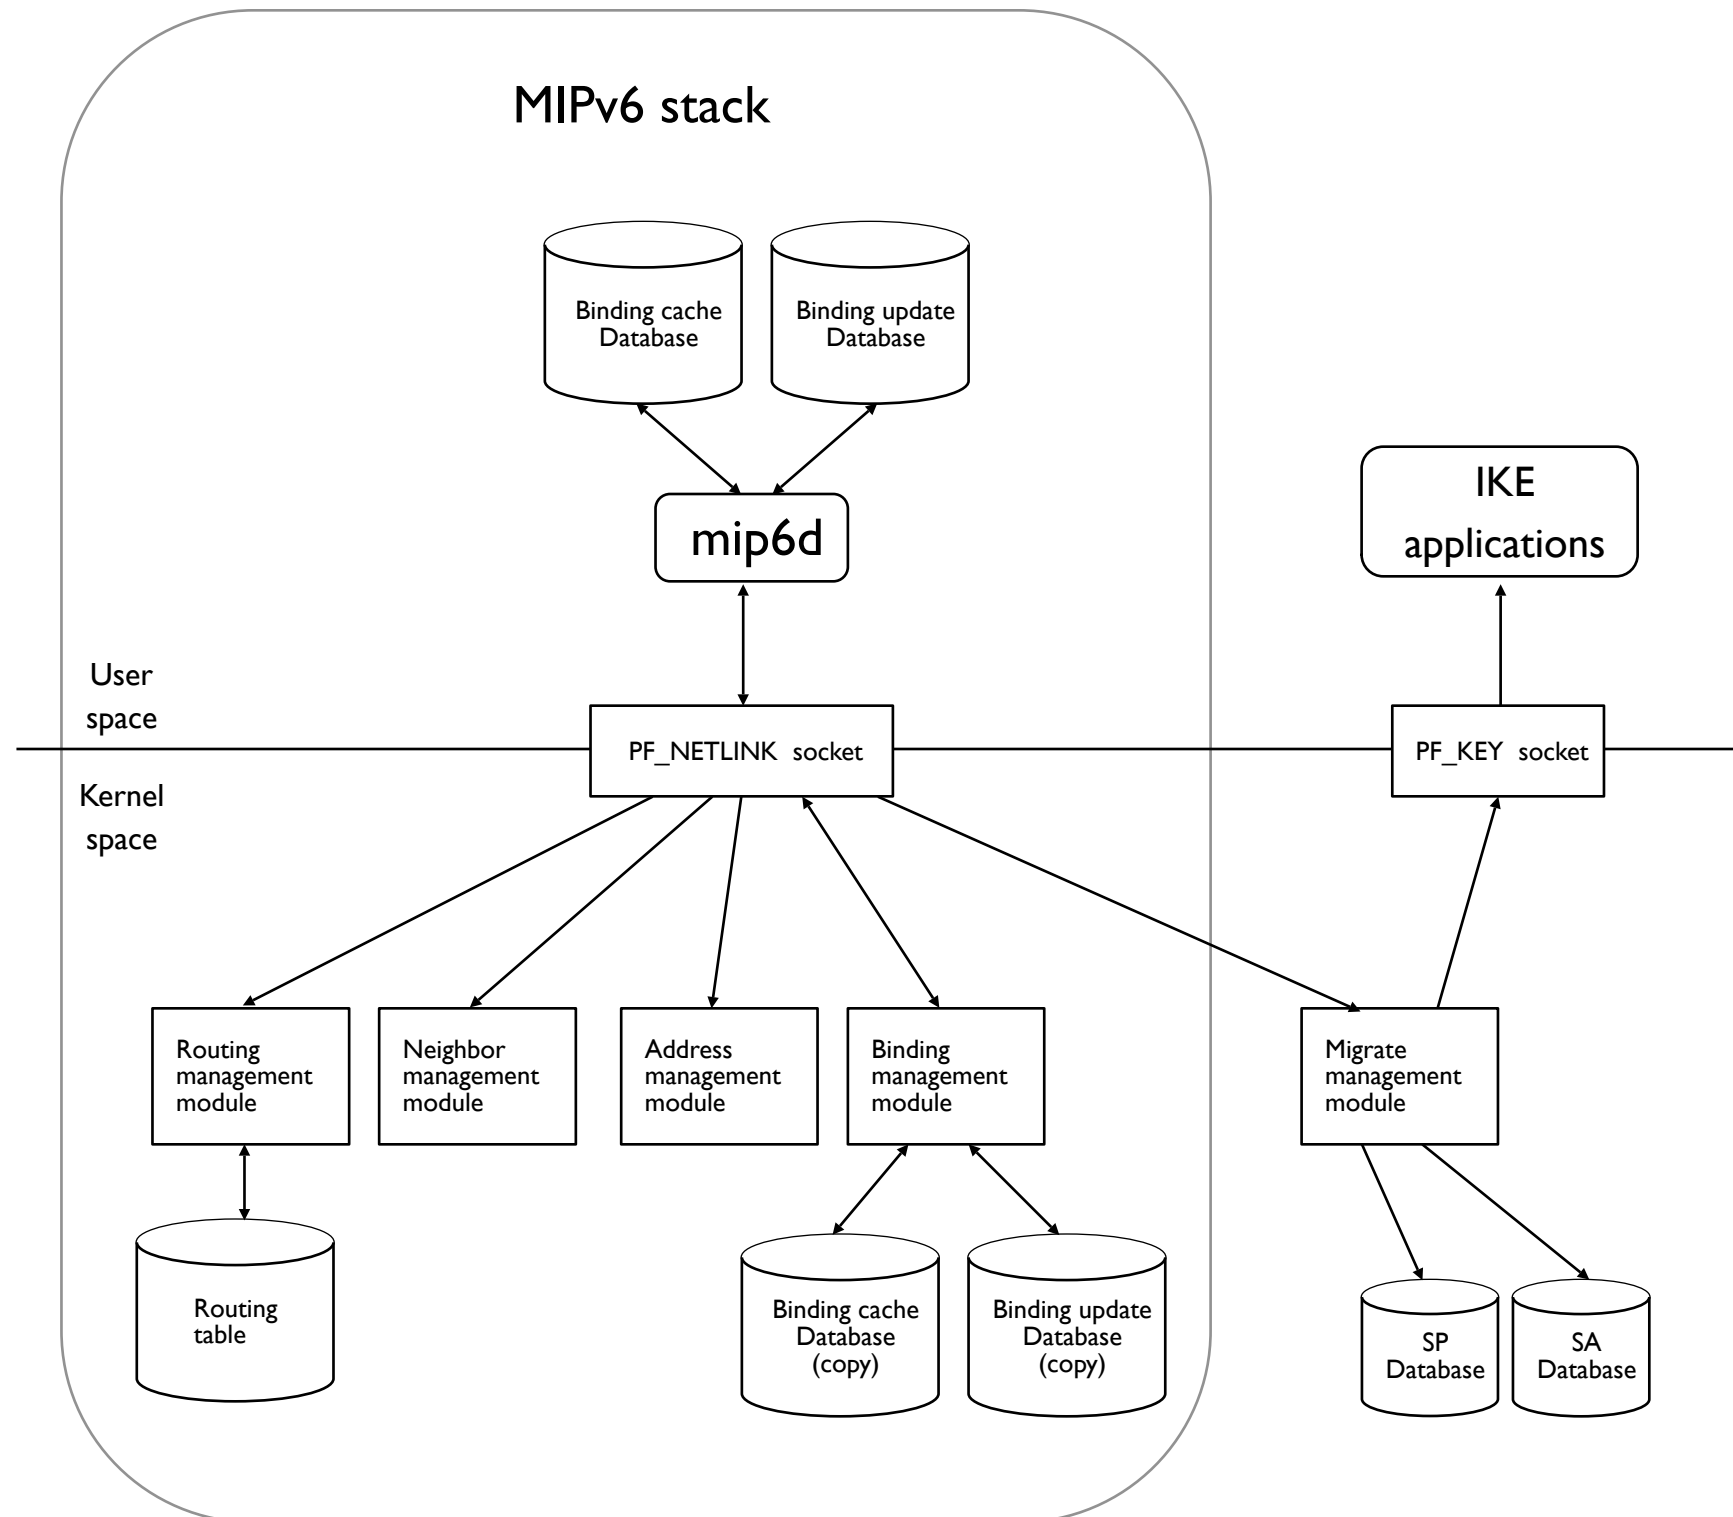 MIPv6 stack
Binding cache
Database
Binding update
Database
mip6d
IKE
applications
User
space
PF_NETLINK socket
PF_KEY socket
Kernel
space
Routing
management
module
Neighbor
management
module
Address
management
module
Binding
management
module
Migrate
management
module
Routing
table
Binding cache
Database
(copy)
Binding update
Database
(copy)
SP
Database
SA
Database